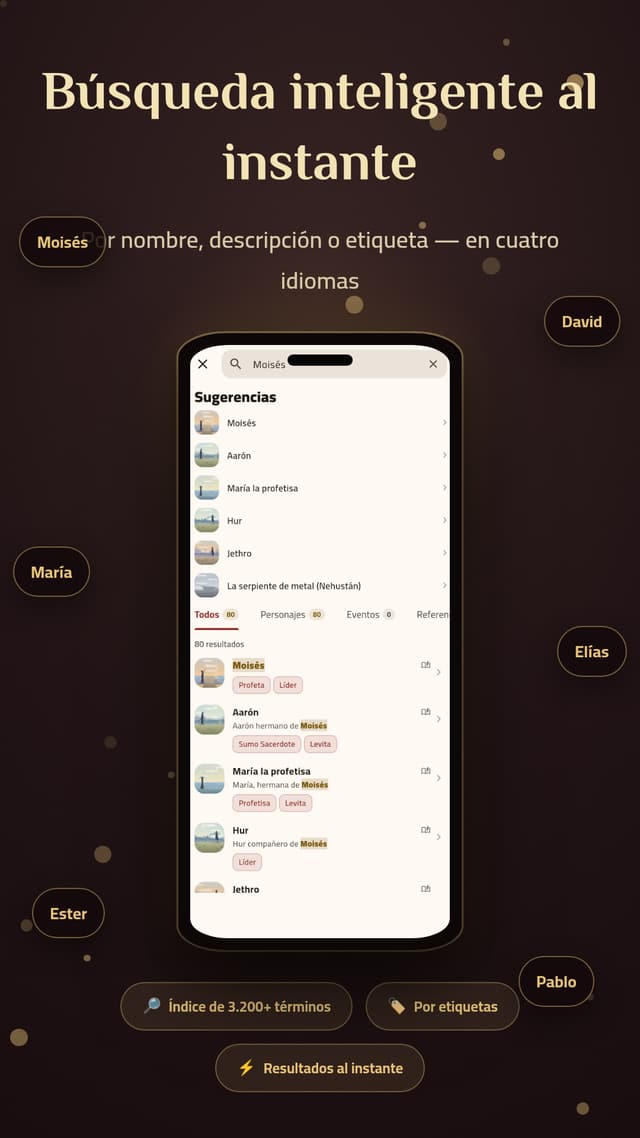 Búsqueda inteligente al
instante
Moisés
Por nombre, descripción o etiqueta — en cuatro
idiomas
David
Moisés
Sugerencias
Moisés
Aarón
María la profetisa
Hur
Jethro
La serpiente de metal (Nehustán)
María
Todos 80 Personajes 80 Eventos 0 Referen
80 resultados
Elías
Moisés
Profeta Líder
Aarón
Aarón hermano de Moisés
Sumo Sacerdote Levita
María la profetisa
María, hermana de Moisés
Profetisa Levita
Hur
Hur compañero de Moisés
Líder
Jethro
Ester
Pablo
Índice de 3.200+ términos
Por etiquetas
Resultados al instante